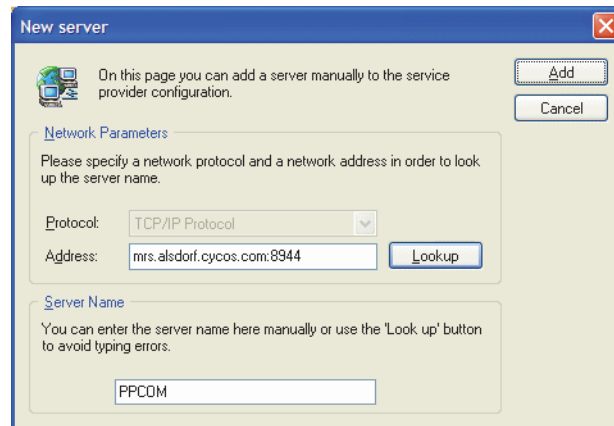 New server
On this page you can add a server manually to the service
provider configuration.
Add
Cancel
Network Parameters
Please specify a network protocol and a network address in order to look
up the server name.
Protocol: TCP/IP Protocol
Address: mrs.alsdorf.cycos.com:8944 Lookup
Server Name
You can enter the server name here manually or use the 'Look up' button
to avoid typing errors.
PPCOM